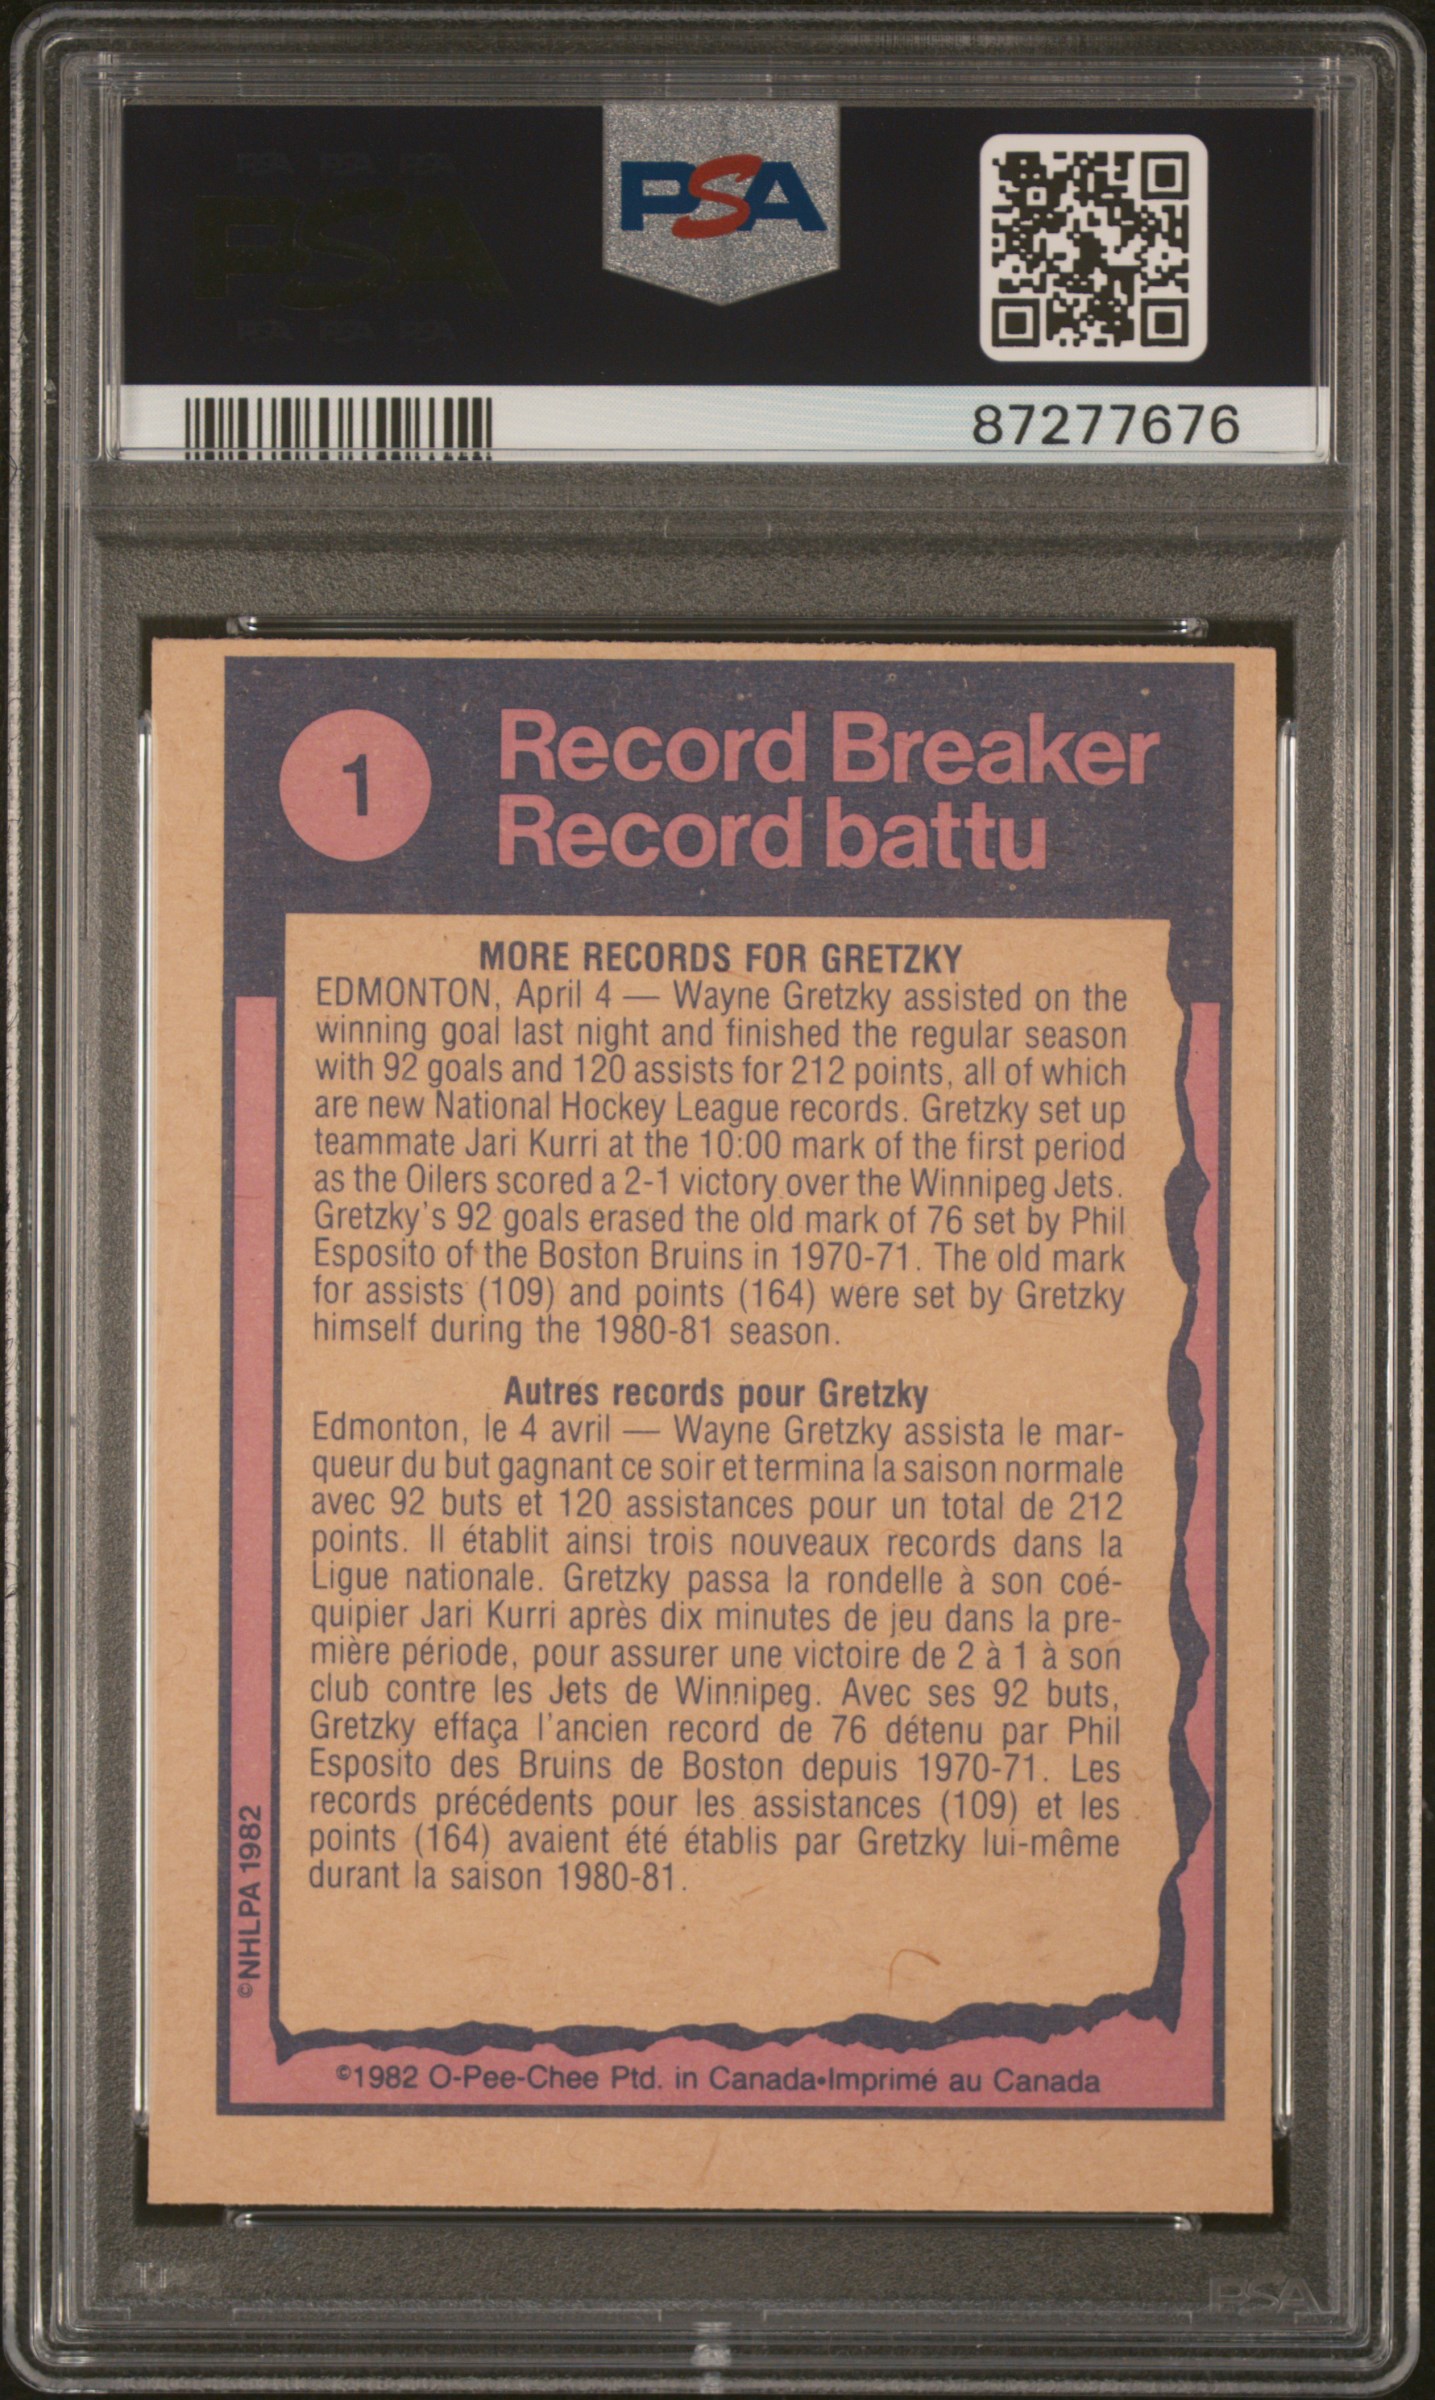 PSA
87277676
1
Record Breaker
Record battu
MORE RECORDS FOR GRETZKY
EDMONTON, April 4 — Wayne Gretzky assisted on the
winning goal last night and finished the regular season
with 92 goals and 120 assists for 212 points, all of which
are new National Hockey League records. Gretzky set up
teammate Jari Kurri at the 10:00 mark of the first period
as the Oilers scored a 2-1 victory over the Winnipeg Jets.
Gretzky's 92 goals erased the old mark of 76 set by Phil
Esposito of the Boston Bruins in 1970-71. The old mark
for assists (109) and points (164) were set by Gretzky
himself during the 1980-81 season.
Autres records pour Gretzky
Edmonton, le 4 avril — Wayne Gretzky assista le mar-
queur du but gagnant ce soir et termina la saison normale
avec 92 buts et 120 assistances pour un total de 212
points. Il établit ainsi trois nouveaux records dans la
Ligue nationale. Gretzky passa la rondelle à son coé-
quipier Jari Kurri après dix minutes de jeu dans la pre-
mière période, pour assurer une victoire de 2 à 1 à son
club contre les Jets de Winnipeg. Avec ses 92 buts,
Gretzky effaça l'ancien record de 76 détenu par Phil
Esposito des Bruins de Boston depuis 1970-71. Les
records précédents pour les assistances (109) et les
points (164) avaient été établis par Gretzky lui-même
durant la saison 1980-81.
©NHLPA 1982
©1982 O-Pee-Chee Ptd. in Canada•Imprimé au Canada
PSA